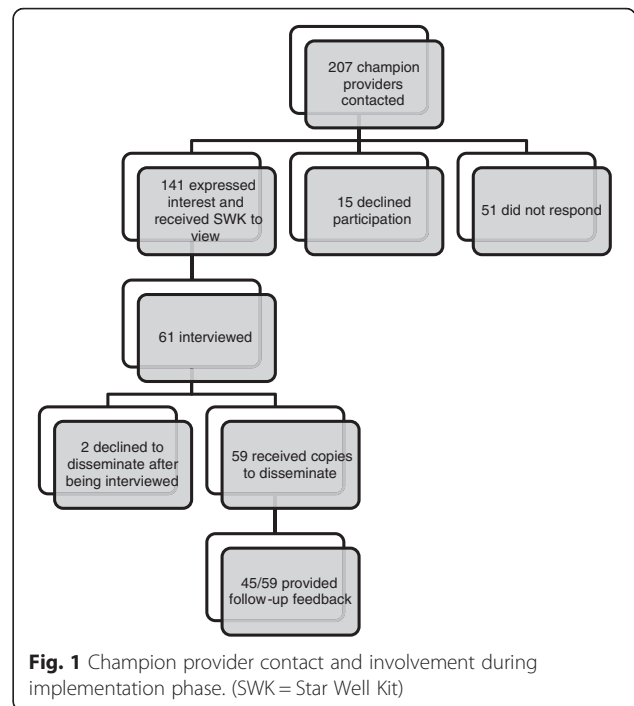 207 champion
providers
contacted
141 expressed
interest and
received SWK to
view
15 declined
participation
51 did not respond
61 interviewed
2 declined to
disseminate after
being interviewed
59 received copies
to disseminate
45/59 provided
follow-up feedback
Fig. 1 Champion provider contact and involvement during
implementation phase. (SWK = Star Well Kit)